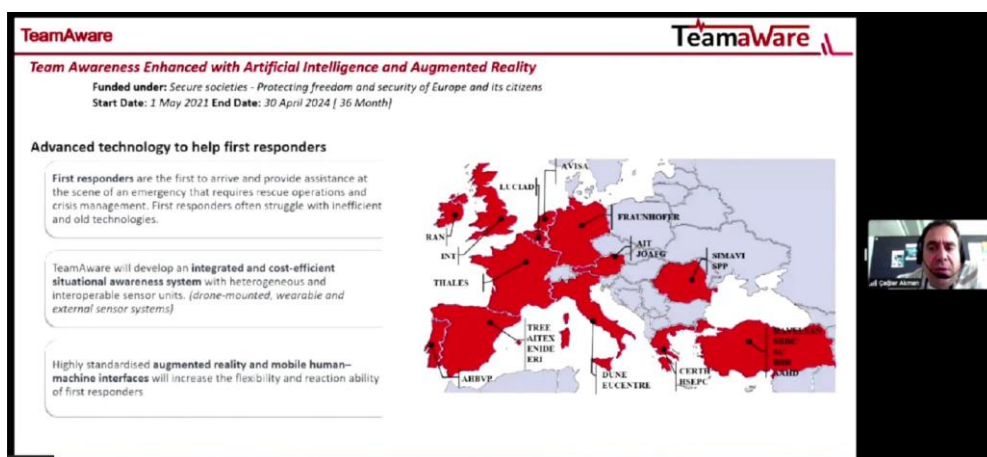 TeamAware
TeamaWare
Team Awareness Enhanced with Artificial Intelligence and Augmented Reality
Funded under: Secure societies - Protecting freedom and security of Europe and its citizens
Start Date: 1 May 2021 End Date: 30 April 2024 [ 36 Month]
Advanced technology to help first responders
First responders are the first to arrive and provide assistance at
the scene of an emergency that requires rescue operations and
crisis management. First responders often struggle with inefficient
and old technologies.
TeamAware will develop an integrated and cost-efficient
situational awareness system with heterogeneous and
interoperable sensor units. (drone-mounted, wearable and
external sensor systems)
Highly standardised augmented reality and mobile human–
machine interfaces will increase the flexibility and reaction ability
of first responders
AVISA
LUCIAD
FRAUNHOFER
RAN
INT
AIT
JOAFG
SIMAVI
SPP
THALES
TREE
AITEX
ENIDE
ERI
AHBVP
DUNE
EUCENTRE
CERTH
HSEPC
HAVELSAN
AAHD
Çağlar Akman